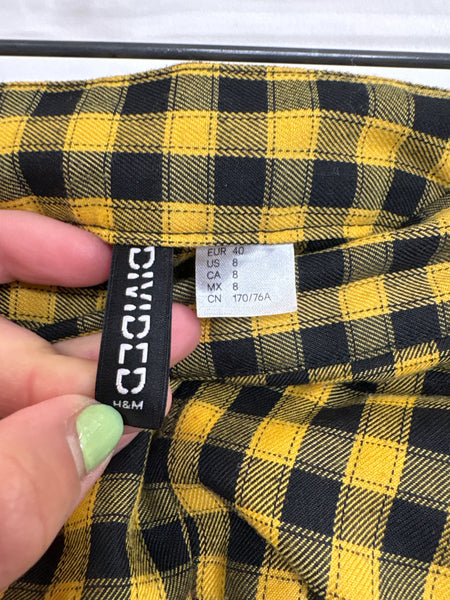 DIVIDED
H&M
EUR 40
US 8
CA 8
MX 8
CN 170/76A